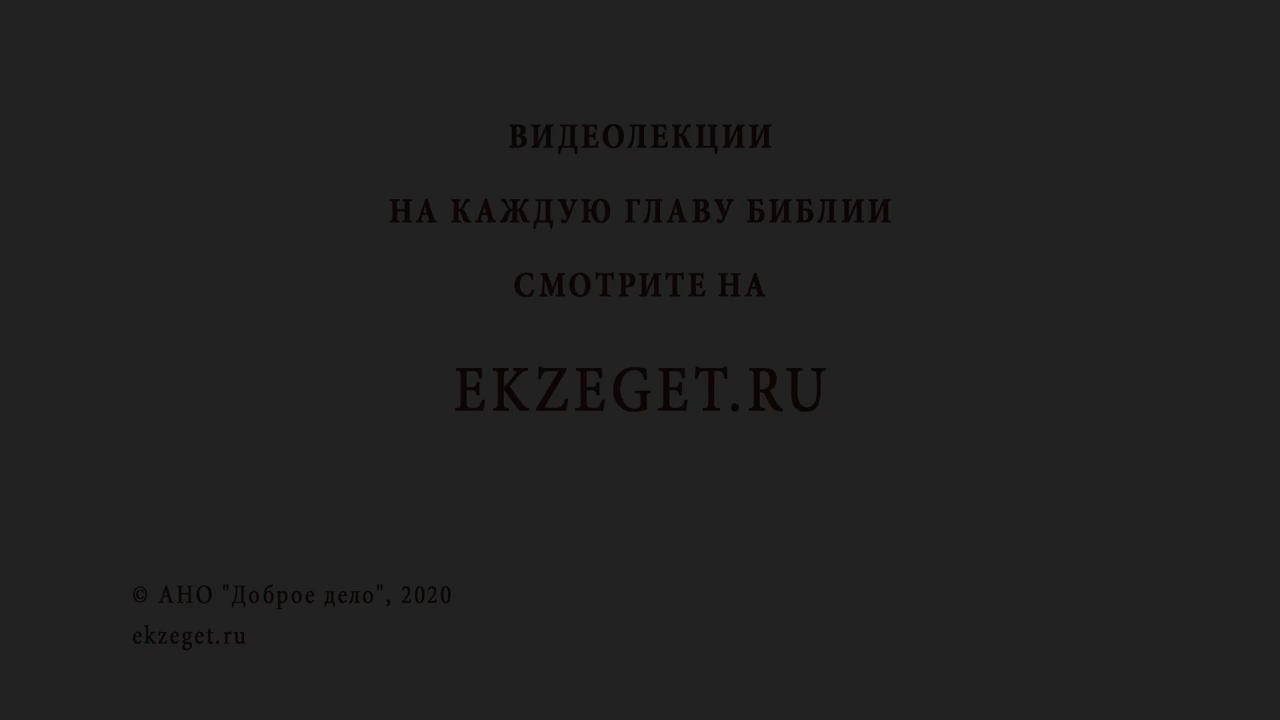 ВИДЕОЛЕКЦИИ
НА КАЖДУЮ ГЛАВУ БИБЛИИ
СМОТРИТЕ НА
EKZEGET.RU
© АНО "Доброе дело", 2020
ekzeget.ru